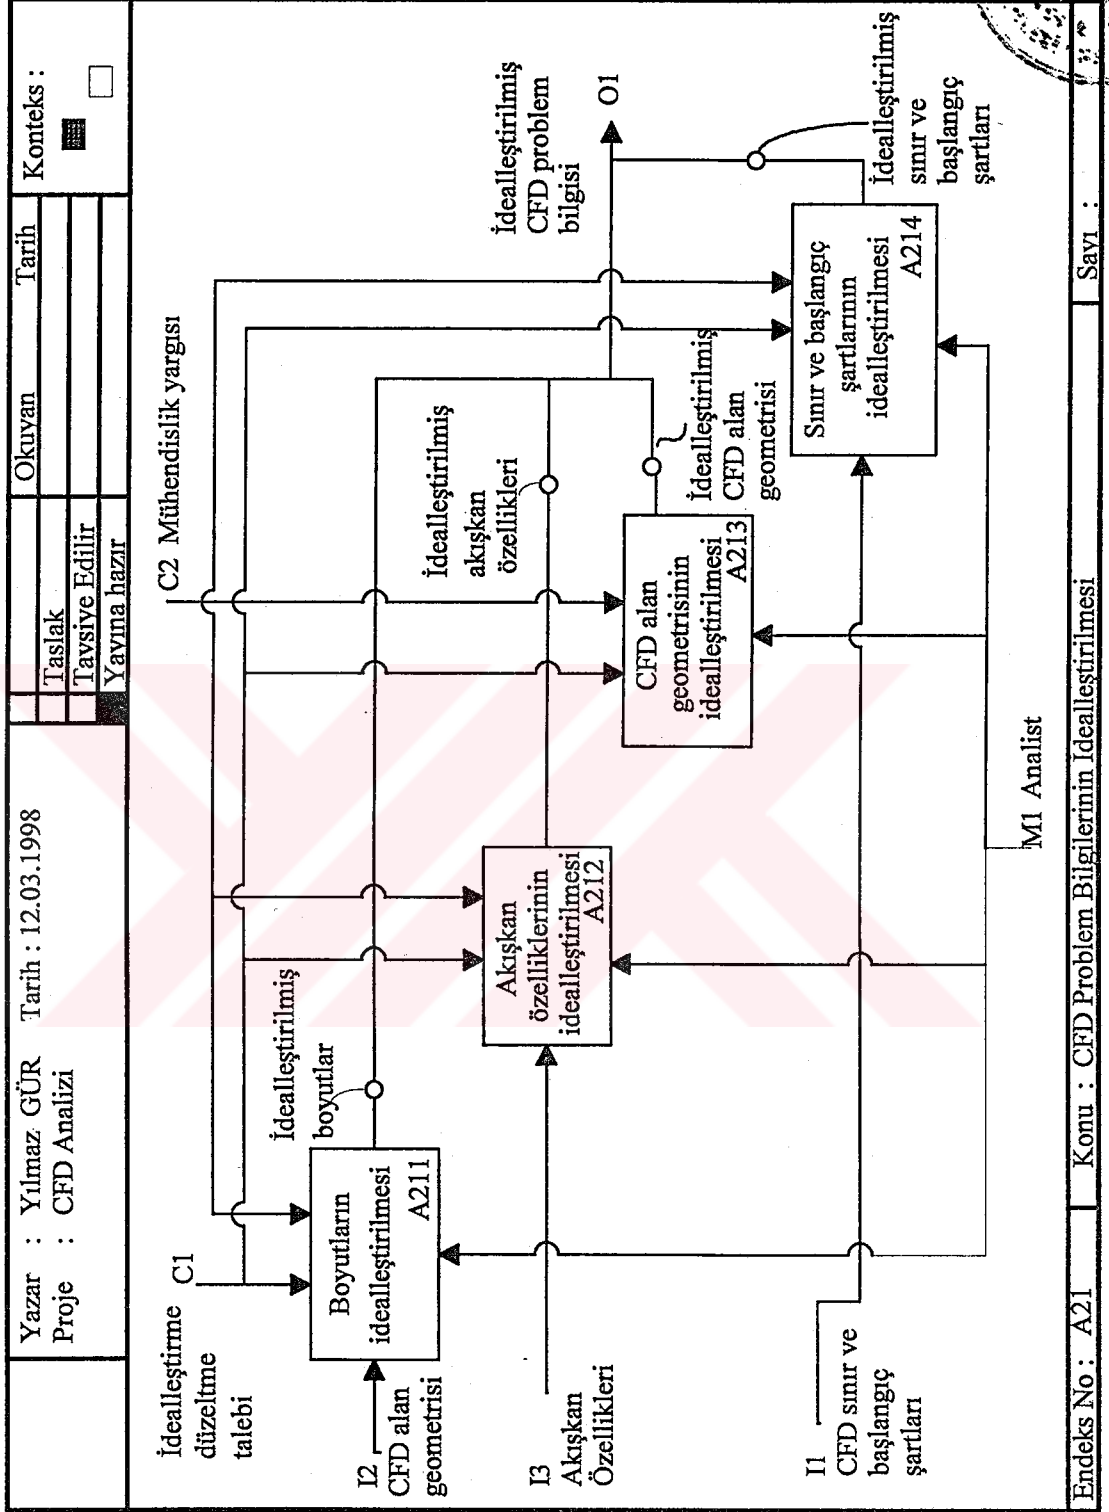 Yazar : Yılmaz GÜR Tarih : 12.03.1998
Proje : CFD Analizi
Taslak
Tavsiye Edilir
Yayına hazır
Okuyan Tarih
Konteks :
İdealleştirme
düzeltme
talebi
C1
C2 Mühendislik yargısı
I2
CFD alan
geometrisi
Boyutların
idealleştirilmesi
A211
İdealleştirilmiş
boyutlar
I3
Akışkan
Özellikleri
Akışkan
özelliklerinin
idealleştirilmesi
A212
İdealleştirilmiş
akışkan
özellikleri
CFD alan
geometrisinin
idealleştirilmesi
A213
İdealleştirilmiş
CFD alan
geometrisi
İdealleştirilmiş
CFD problem
bilgisi
O1
I1
CFD sınır ve
başlangıç
şartları
Sınır ve başlangıç
şartlarının
idealleştirilmesi
A214
İdealleştirilmiş
sınır ve
başlangıç
şartları
M1 Analist
Endeks No : A21 Konu : CFD Problem Bilgilerinin Idealleştirilmesi Sayı :